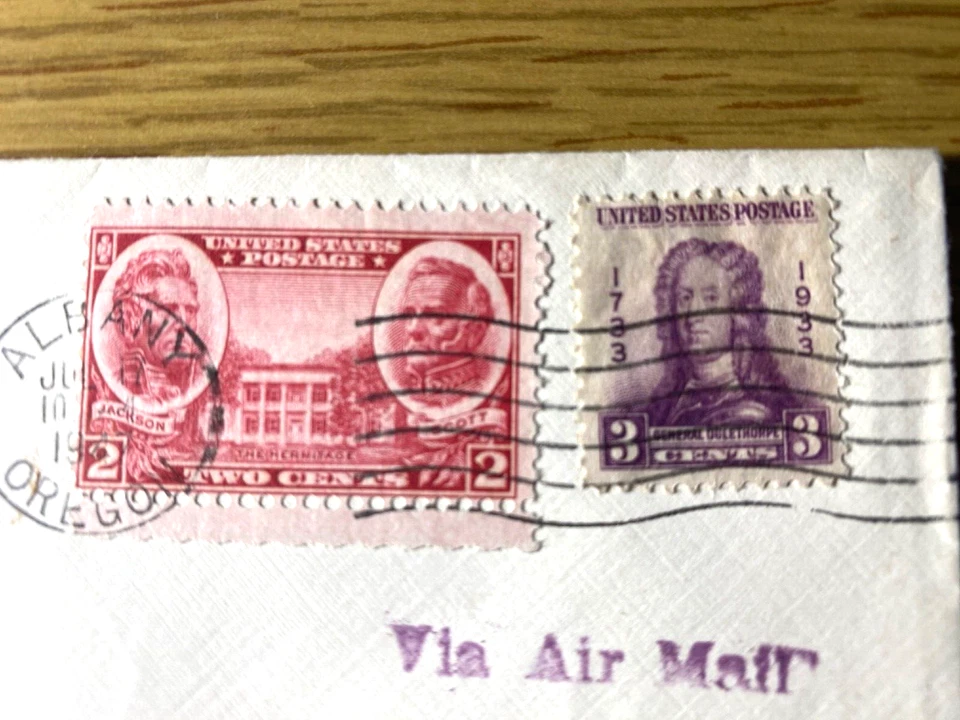 UNITED STATES
POSTAGE
JACKSON
SCOTT
THE HERMITAGE
2 TWO CENTS 2
UNITED STATES POSTAGE
1733
1933
GENERAL OGLETHORPE
3 CENTS 3
ALBANY
OREGON
Via Air Mail